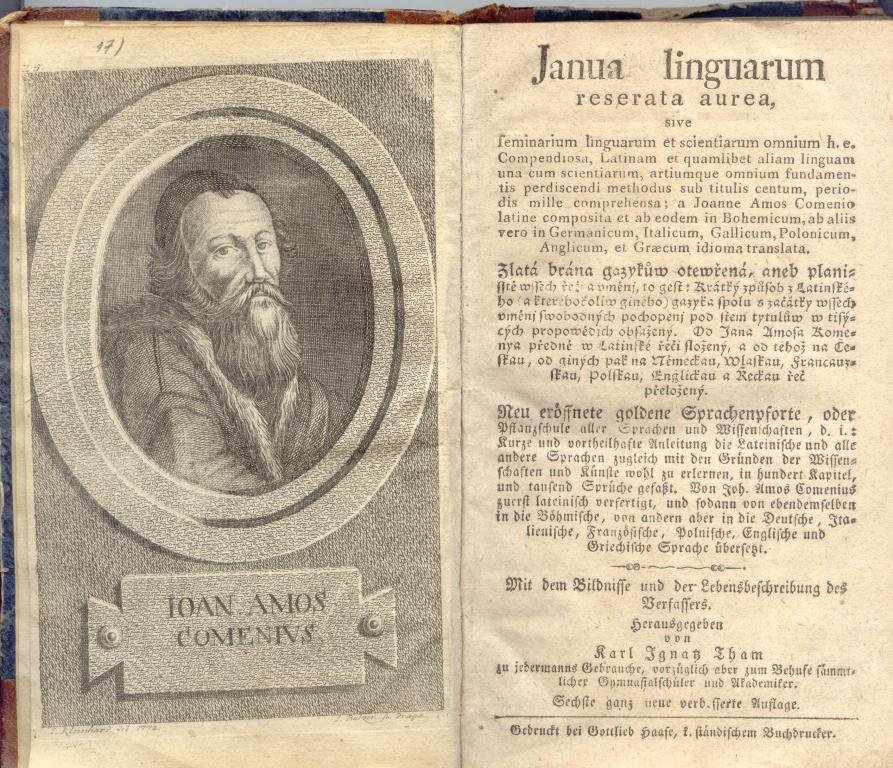 17)
IOAN. AMOS
COMENIVS.
Janua linguarum
reserata aurea,
sive
seminarium linguarum et scientiarum omnium h. e.
Compendiosa, Latinam et quamlibet aliam linguam
una cum scientiarum, artiumque omnium fundamen-
tis perdiscendi methodus sub titulis centum, perio-
dis mille comprehensa; a Joanne Amos Comenio
latine composita et ab eodem in Bohemicum, ab aliis
vero in Germanicum, Italicum, Gallicum, Polonicum,
Anglicum, et Græcum idioma translata.
Zlatá brána gazykůw otewřená, aneb plani-
sstě wssech řečj a vměnj, to gest: Krátký způsob z Latinské-
ho (a kterehokoliw giného) gazyka spolu s začátky wssech
vměnj swobodných pochopenj pod stem tytulůw w tisý-
cých propowědjch obsažený. Od Jana Amosa Kome-
nya předně w Latinské řeči složený, a od téhož na Če-
skau, od giných pak na Německau, Wlaskau, Francauz-
skau, Polskau, Englickau a Řeckau řeč
přeložený.
Neu eröffnete goldene Sprachenpforte, oder
Pflanzschule aller Sprachen und Wissenschaften, d. i.:
Kurze und vortheilhafte Anleitung die Lateinische und alle
andere Sprachen zugleich mit den Gründen der Wissen-
schaften und Künste wohl zu erlernen, in hundert Kapitel,
und tausend Sprüche gefaßt. Von Joh. Amos Comenius
zuerst lateinisch verfertigt, und sodann von ebendemselben
in die Böhmische, von andern aber in die Deutsche, Ita-
lienische, Französische, Polnische, Englische und
Griechische Sprache übersetzt.
Mit dem Bildnisse und der Lebensbeschreibung des
Verfassers.
Herausgegeben
von
Karl Ignatz Tham
zu jedermanns Gebrauche, vorzüglich aber zum Behufe sämmt-
licher Gymnasialschüler und Akademiker.
Sechste ganz neue verb.sserte Auflage.
Gedruckt bei Gottlieb Haase, k. ständischem Buchdrucker.